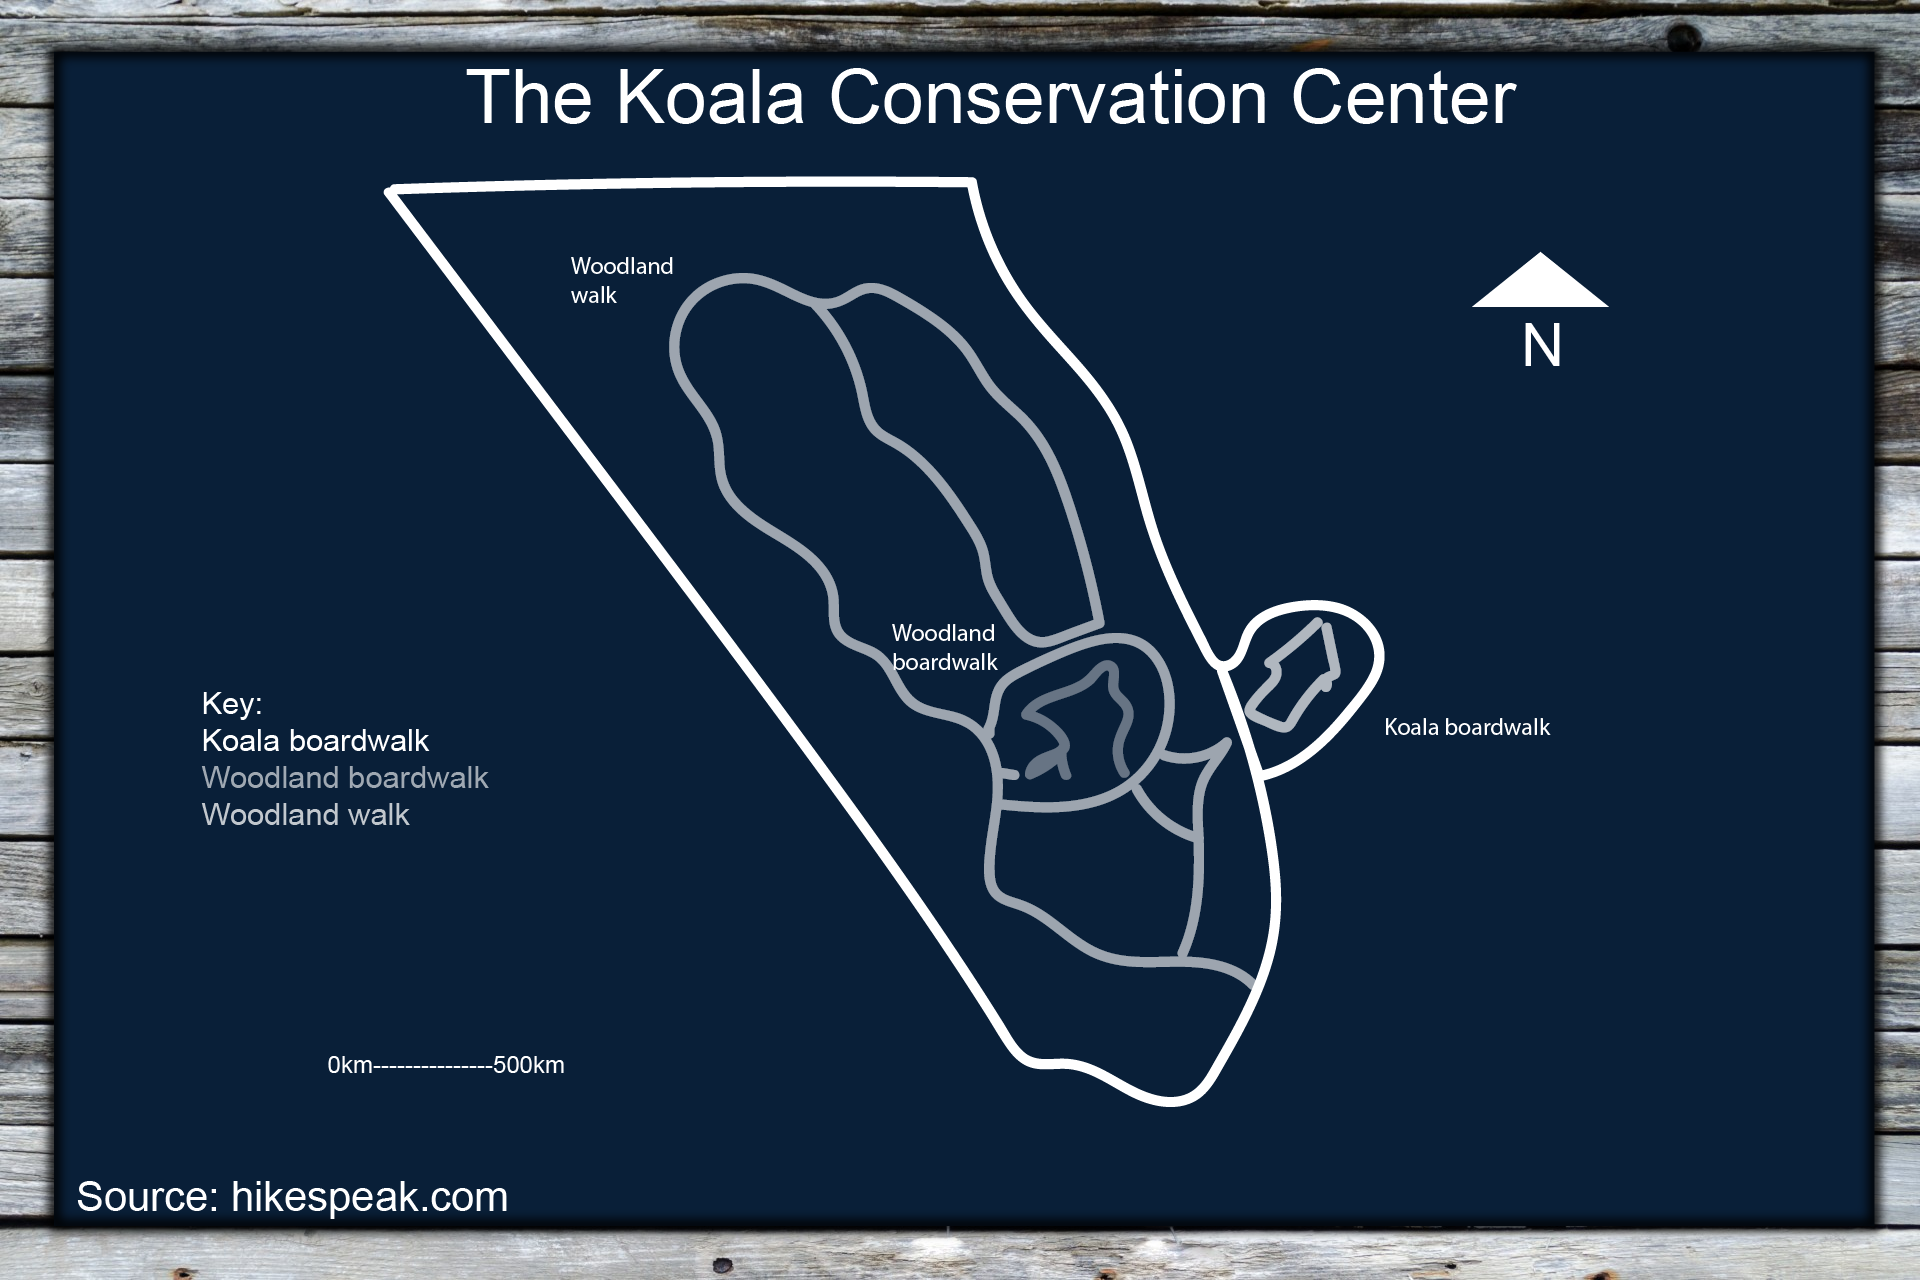 The Koala Conservation Center
Woodland
walk
N
Woodland
boardwalk
Koala boardwalk
Key:
Koala boardwalk
Woodland boardwalk
Woodland walk
0km---------------500km
Source: hikespeak.com